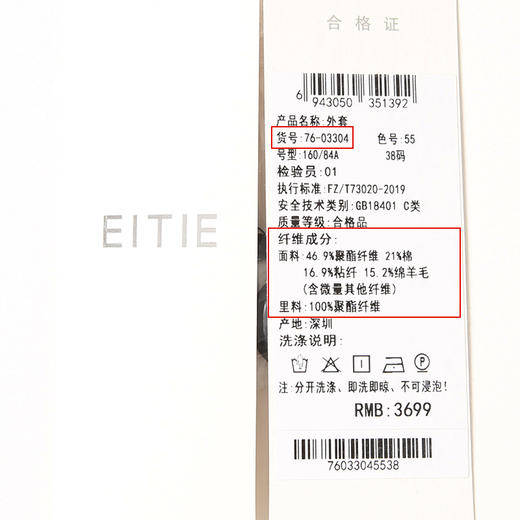 合格证
6 943050 351392
产品名称:外套
货号:76-03304 色号:55
号型:160/84A 38码
检验员:01
执行标准:FZ/T73020-2019
安全技术类别:GB18401 C类
质量等级:合格品
EITIE
纤维成分:
面料:46.9%聚酯纤维 21%棉
16.9%粘纤 15.2%绵羊毛
(含微量其他纤维)
里料:100%聚酯纤维
产地:深圳
洗涤说明:
注:分开洗涤、即洗即晾、不可浸泡!
RMB:3699
76033045538